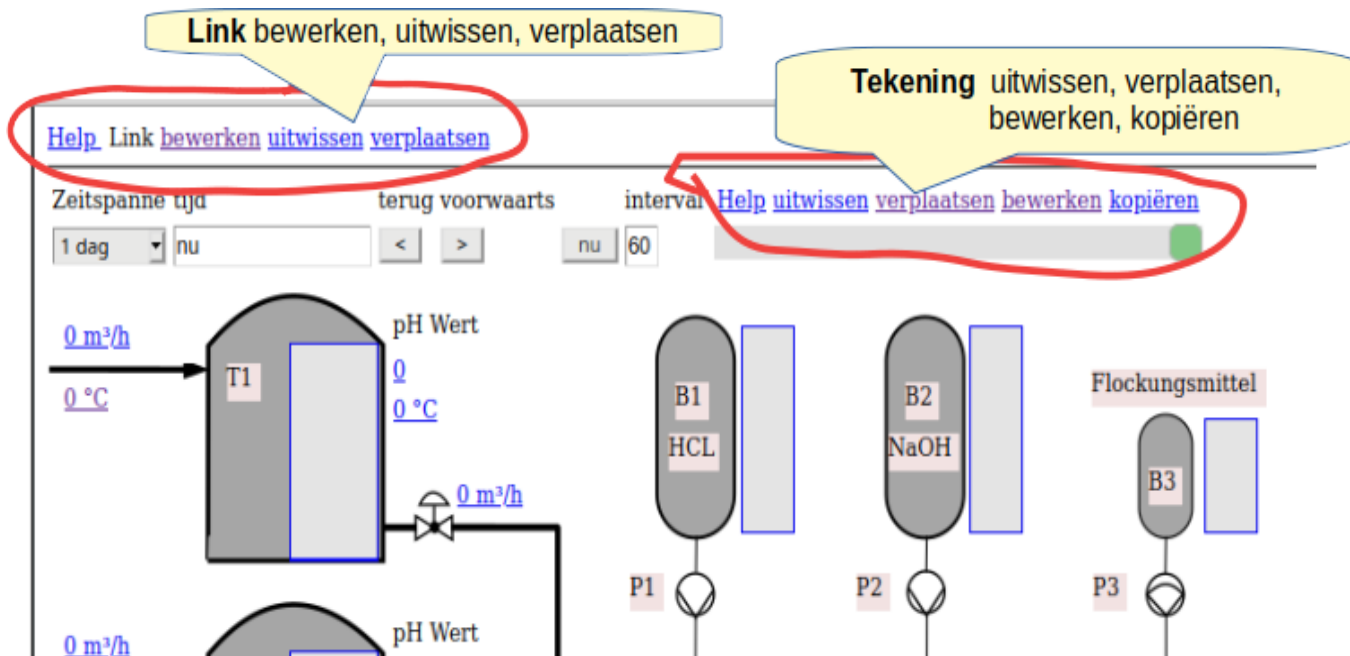 Link bewerken, uitwissen, verplaatsen
Tekening uitwissen, verplaatsen,
bewerken, kopiëren
Help Link bewerken uitwissen verplaatsen
Zeitspanne tijd terug voorwaarts interval Help uitwissen verplaatsen bewerken kopiëren
1 dag nu < > nu 60
0 m³/h
0 °C
T1
pH Wert
0
0 °C
0 m³/h
B1
HCL
B2
NaOH
Flockungsmittel
B3
P1
P2
P3
0 m³/h
pH Wert